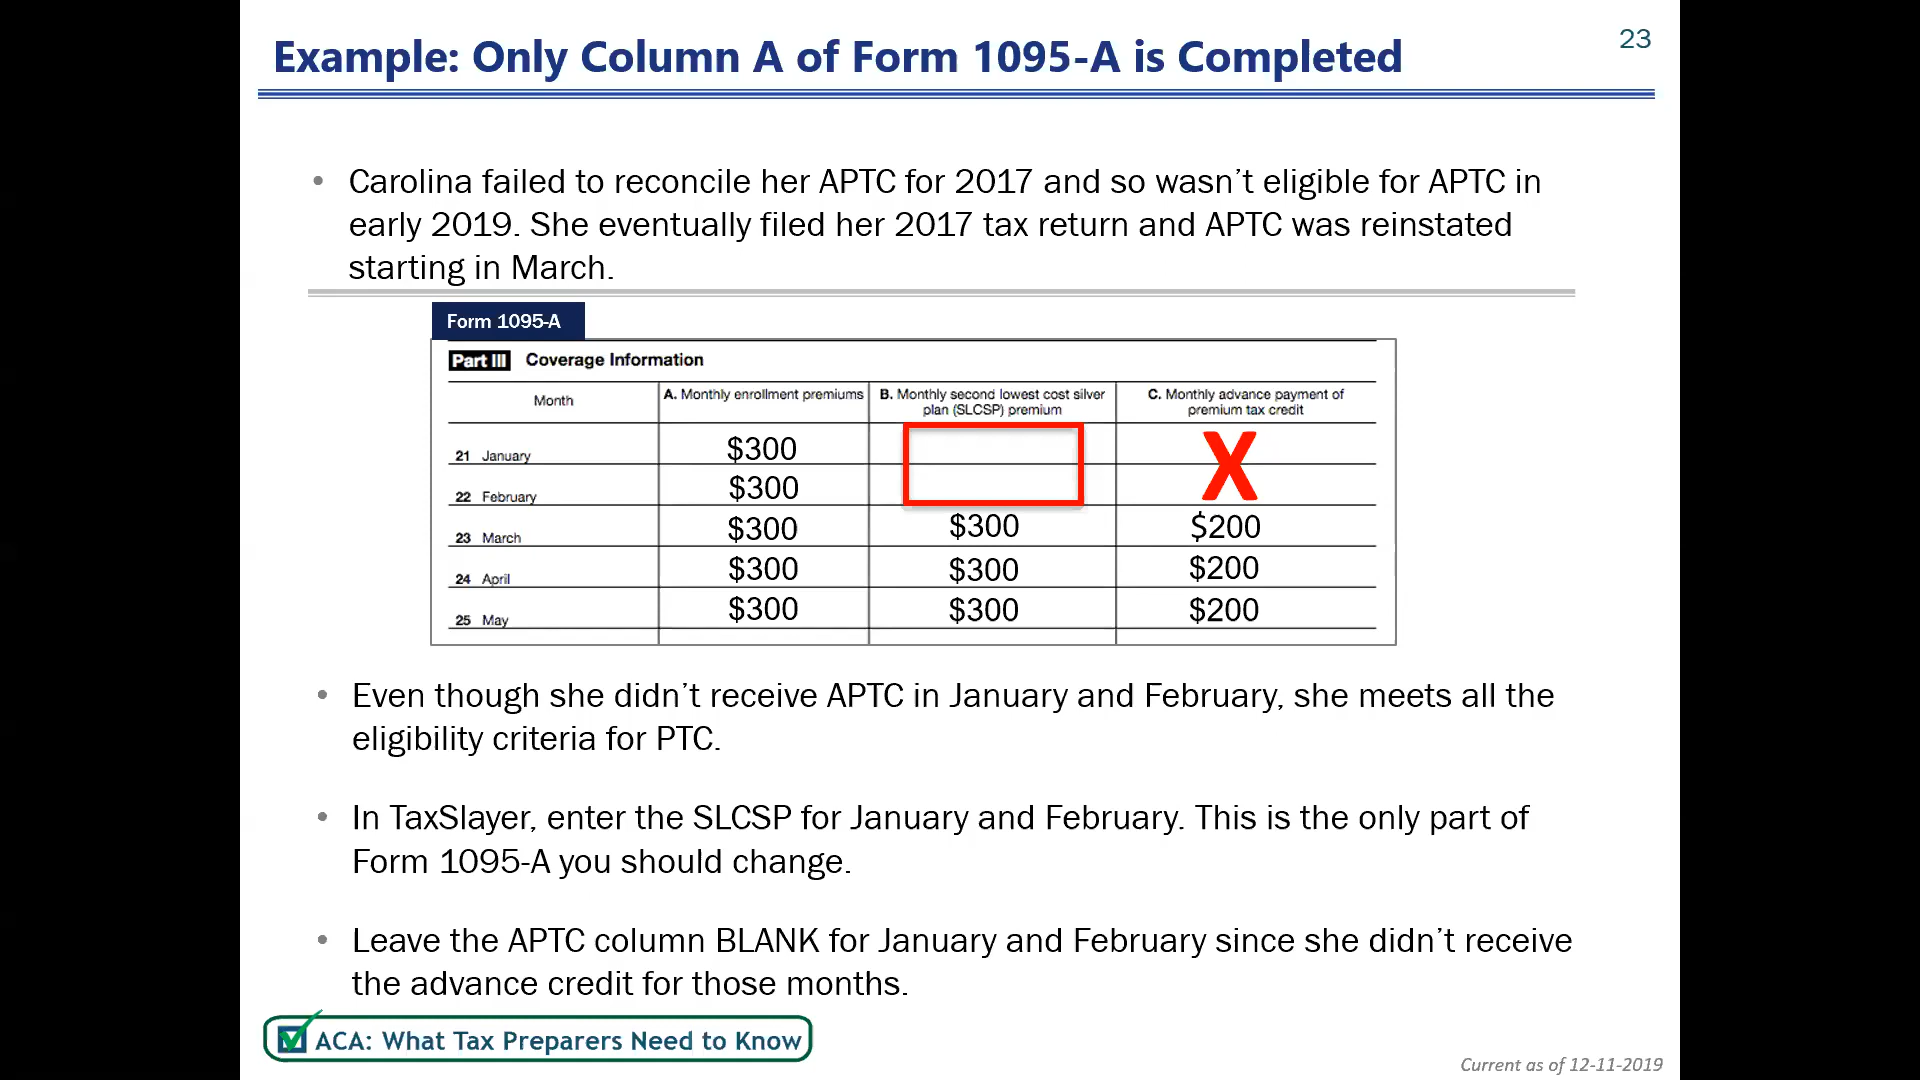 Example: Only Column A of Form 1095-A is Completed
23
• Carolina failed to reconcile her APTC for 2017 and so wasn’t eligible for APTC in
early 2019. She eventually filed her 2017 tax return and APTC was reinstated
starting in March.
Form 1095-A
Part III Coverage Information
Month
A. Monthly enrollment premiums
B. Monthly second lowest cost silver
plan (SLCSP) premium
C. Monthly advance payment of
premium tax credit
21 January $300 X
22 February $300
23 March $300 $300 $200
24 April $300 $300 $200
25 May $300 $300 $200
• Even though she didn’t receive APTC in January and February, she meets all the
eligibility criteria for PTC.
• In TaxSlayer, enter the SLCSP for January and February. This is the only part of
Form 1095-A you should change.
• Leave the APTC column BLANK for January and February since she didn’t receive
the advance credit for those months.
ACA: What Tax Preparers Need to Know
Current as of 12-11-2019